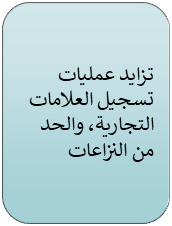 تزايد عمليات
تسجيل العلامات
التجارية، والحد
من النزاعات